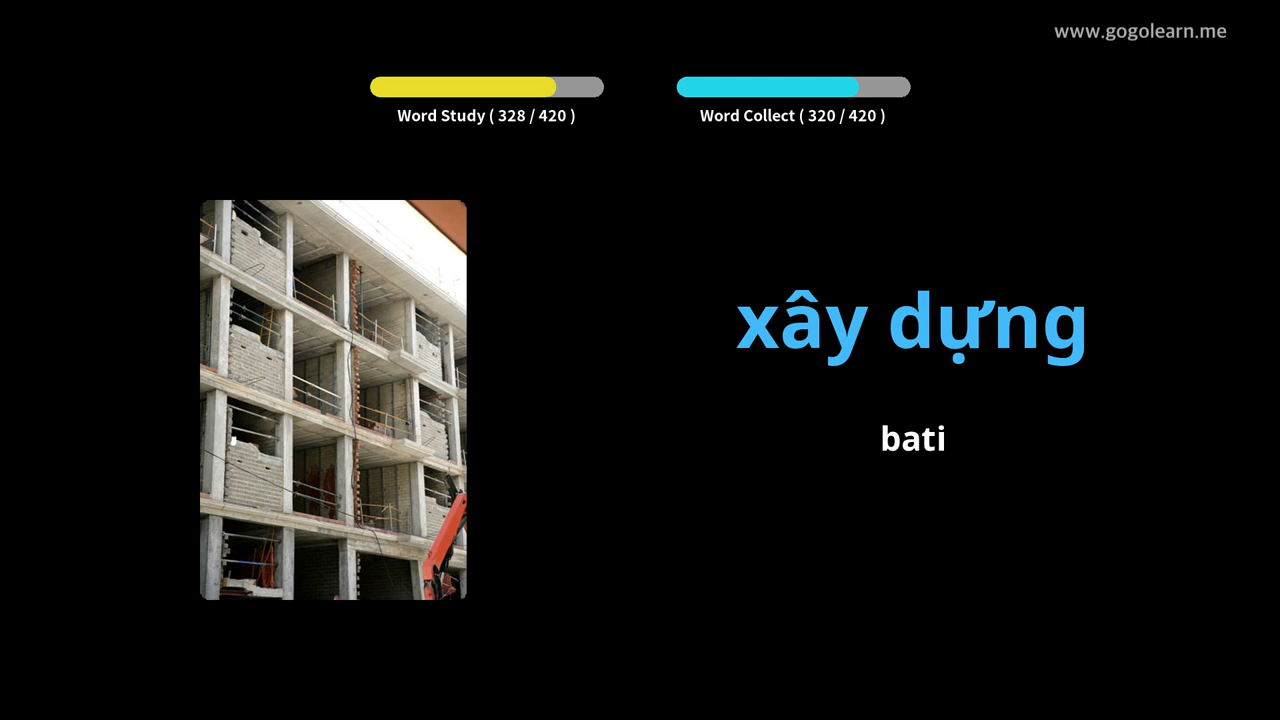 www.gogolearn.me
Word Study ( 328 / 420 )
Word Collect ( 320 / 420 )
xây dựng
bati